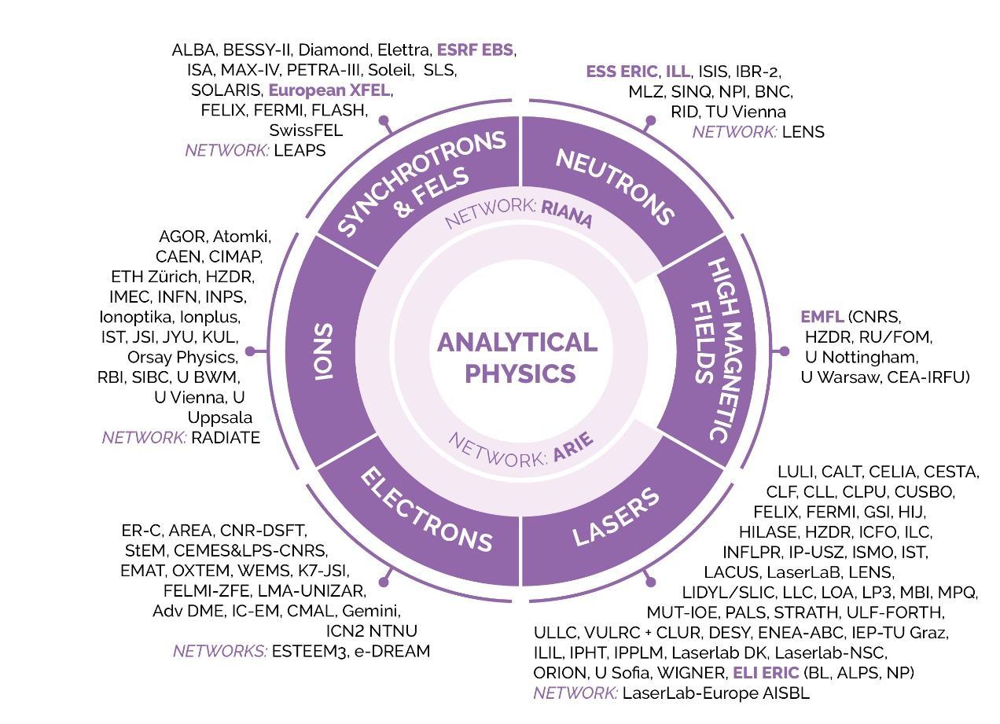 ALBA, BESSY-II, Diamond, Elettra, ESRF EBS,
ISA, MAX-IV, PETRA-III, Soleil, SLS,
SOLARIS, European XFEL,
FELIX, FERMI, FLASH,
SwissFEL
NETWORK: LEAPS
ESS ERIC, ILL, ISIS, IBR-2,
MLZ, SINQ, NPI, BNC,
RID, TU Vienna
NETWORK: LENS
SYNCHROTRONS
& FELS
NEUTRONS
NETWORK: RIANA
AGOR, Atomki,
CAEN, CIMAP,
ETH Zürich, HZDR,
IMEC, INFN, INPS,
Ionoptika, Ionplus,
IST, JSI, JYU, KUL,
Orsay Physics,
RBI, SIBC, U BWM,
U Vienna, U
Uppsala
NETWORK: RADIATE
IONS
ANALYTICAL
PHYSICS
HIGH MAGNETIC
FIELDS
EMFL (CNRS,
HZDR, RU/FOM,
U Nottingham,
U Warsaw, CEA-IRFU)
NETWORK: ARIE
ELECTRONS
LASERS
ER-C, AREA, CNR-DSFT,
StEM, CEMES&LPS-CNRS,
EMAT, OXTEM, WEMS, K7-JSI,
FELMI-ZFE, LMA-UNIZAR,
Adv DME, IC-EM, CMAL, Gemini,
ICN2 NTNU
NETWORKS: ESTEEM3, e-DREAM
LULI, CALT, CELIA, CESTA,
CLF, CLL, CLPU, CUSBO,
FELIX, FERMI, GSI, HIJ,
HILASE, HZDR, ICFO, ILC,
INFLPR, IP-USZ, ISMO, IST,
LACUS, LaserLaB, LENS,
LIDYL/SLIC, LLC, LOA, LP3, MBI, MPQ,
MUT-IOE, PALS, STRATH, ULF-FORTH,
ULLC, VULRC + CLUR, DESY, ENEA-ABC, IEP-TU Graz,
ILIL, IPHT, IPPLM, Laserlab DK, Laserlab-NSC,
ORION, U Sofia, WIGNER, ELI ERIC (BL, ALPS, NP)
NETWORK: LaserLab-Europe AISBL